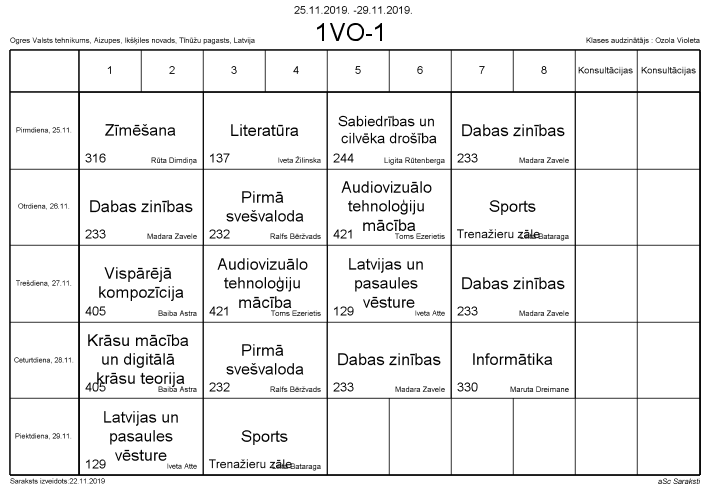 25.11.2019. -29.11.2019.
1VO-1
Ogres Valsts tehnikums, Aizupes, Ikšķiles novads, Tīnūžu pagasts, Latvija
Klases audzinātājs : Ozola Violeta
1 2 3 4 5 6 7 8 Konsultācijas Konsultācijas
Pirmdiena, 25.11.
Zīmēšana
316 Rūta Dimdiņa
Literatūra
137 Iveta Žilinska
Sabiedrības un
cilvēka drošība
244 Ligita Rūtenberga
Dabas zinības
233 Madara Zavele
Otrdiena, 26.11.
Dabas zinības
233 Madara Zavele
Pirmā
svešvaloda
232 Ralfs Bēržvads
Audiovizuālo
tehnoloģiju
mācība
421 Toms Ezerietis
Sports
Trenažieru zāle Bataraga
Trešdiena, 27.11.
Vispārējā
kompozīcija
405 Baiba Astra
Audiovizuālo
tehnoloģiju
mācība
421 Toms Ezerietis
Latvijas un
pasaules
vēsture
129 Iveta Atte
Dabas zinības
233 Madara Zavele
Ceturtdiena, 28.11.
Krāsu mācība
un digitālā
krāsu teorija
405 Baiba Astra
Pirmā
svešvaloda
232 Ralfs Bēržvads
Dabas zinības
233 Madara Zavele
Informātika
330 Maruta Dreimane
Piektdiena, 29.11.
Latvijas un
pasaules
vēsture
129 Iveta Atte
Sports
Trenažieru zāle Bataraga
Saraksts izveidots:22.11.2019
aSc Saraksti